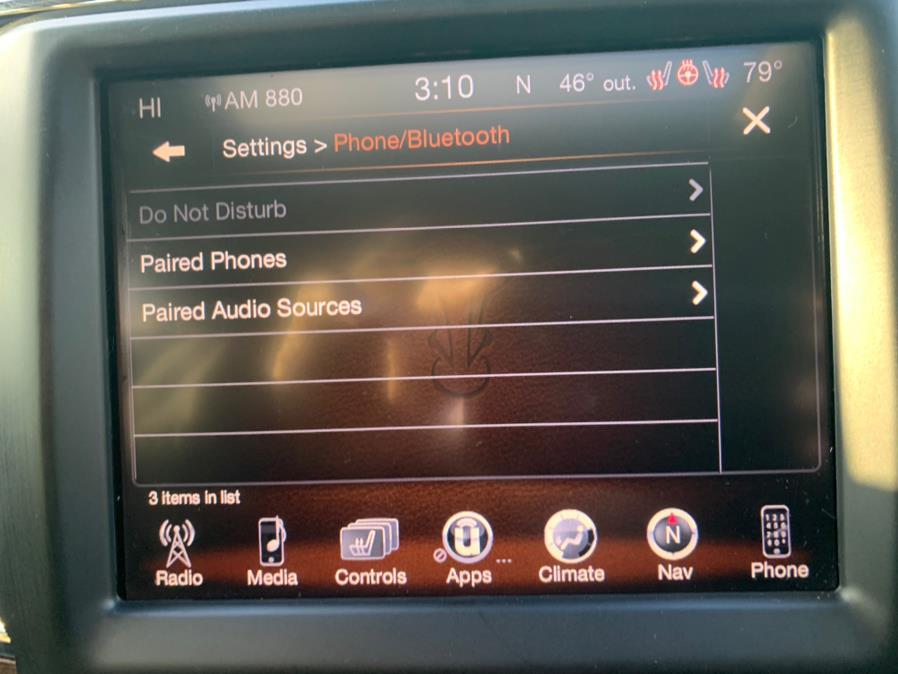 HI AM 880 3:10 N 46° out. 79°
Settings > Phone/Bluetooth
Do Not Disturb
Paired Phones
Paired Audio Sources
3 items in list
Radio Media Controls Apps Climate Nav Phone